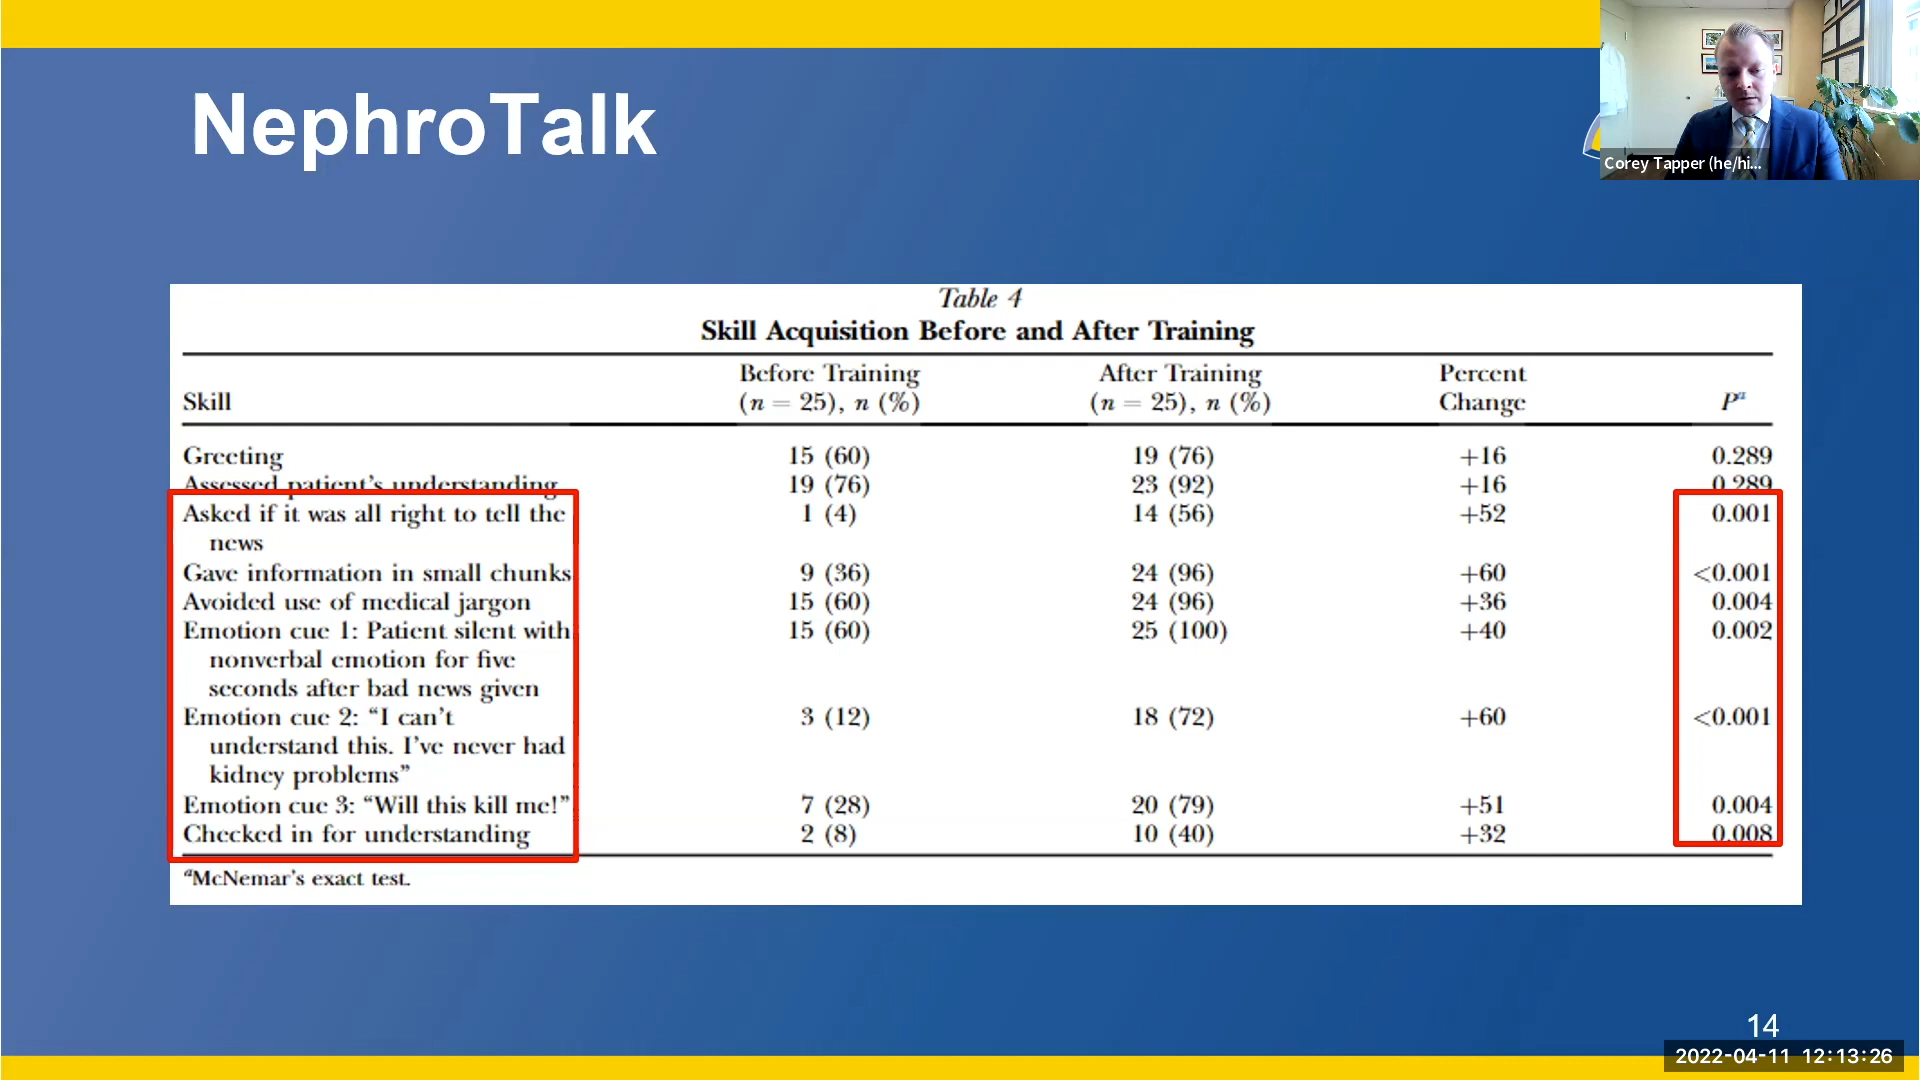 NephroTalk
Corey Tapper (he/hi...
Table 4
Skill Acquisition Before and After Training
Before Training After Training Percent
Skill (n = 25), n (%) (n = 25), n (%) Change Pa
Greeting 15 (60) 19 (76) +16 0.289
Assessed patient's understanding 19 (76) 23 (92) +16 0.289
Asked if it was all right to tell the 1 (4) 14 (56) +52 0.001
news
Gave information in small chunks 9 (36) 24 (96) +60 <0.001
Avoided use of medical jargon 15 (60) 24 (96) +36 0.004
Emotion cue 1: Patient silent with 15 (60) 25 (100) +40 0.002
nonverbal emotion for five
seconds after bad news given
Emotion cue 2: “I can’t 3 (12) 18 (72) +60 <0.001
understand this. I’ve never had
kidney problems”
Emotion cue 3: “Will this kill me!” 7 (28) 20 (79) +51 0.004
Checked in for understanding 2 (8) 10 (40) +32 0.008
aMcNemar’s exact test.
14
2022-04-11 12:13:26